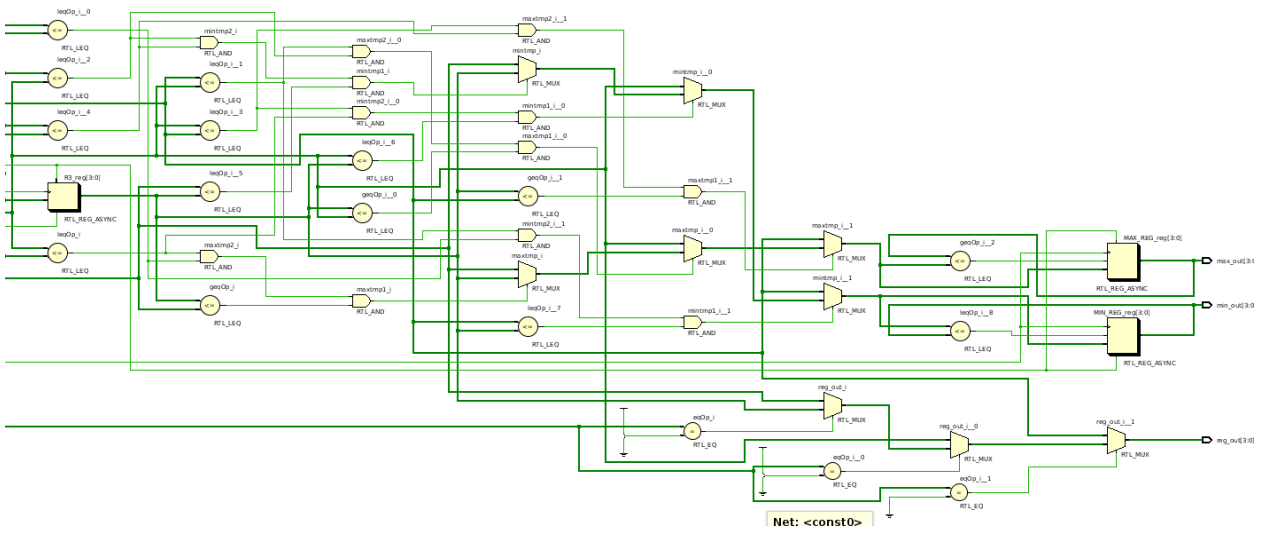 leqOp_i__0
<=
RTL_LEQ
leqOp_i__2
<=
RTL_LEQ
leqOp_i__4
<=
RTL_LEQ
R3_reg[3:0]
RTL_REG_ASYNC
leqOp_i
<=
RTL_LEQ
mintmp2_i
RTL_AND
leqOp_i__1
<=
RTL_LEQ
leqOp_i__3
<=
RTL_LEQ
leqOp_i__5
<=
RTL_LEQ
maxtmp2_i
RTL_AND
geqOp_i
<=
RTL_LEQ
maxtmp2_i__0
RTL_AND
mintmp1_i
RTL_AND
mintmp2_i__0
RTL_AND
leqOp_i__6
<=
RTL_LEQ
geqOp_i__0
<=
RTL_LEQ
maxtmp1_i
RTL_AND
maxtmp2_i__1
RTL_AND
mintmp_i
RTL_MUX
mintmp1_i__0
RTL_AND
maxtmp1_i__0
RTL_AND
geqOp_i__1
<=
RTL_LEQ
mintmp2_i__1
RTL_AND
maxtmp_i
RTL_MUX
leqOp_i__7
<=
RTL_LEQ
mintmp_i__0
RTL_MUX
maxtmp1_i__1
RTL_AND
maxtmp_i__0
RTL_MUX
mintmp1_i__1
RTL_AND
eqOp_i
=
RTL_EQ
maxtmp_i__1
RTL_MUX
mintmp_i__1
RTL_MUX
reg_out_i
RTL_MUX
eqOp_i__0
=
RTL_EQ
geqOp_i__2
<=
RTL_LEQ
leqOp_i__8
<=
RTL_LEQ
reg_out_i__0
RTL_MUX
eqOp_i__1
=
RTL_EQ
MAX_REG_reg[3:0]
RTL_REG_ASYNC
MIN_REG_reg[3:0]
RTL_REG_ASYNC
reg_out_i__1
RTL_MUX
max_out[3:0
min_out[3:0
reg_out[3:0]
Net: <const0>